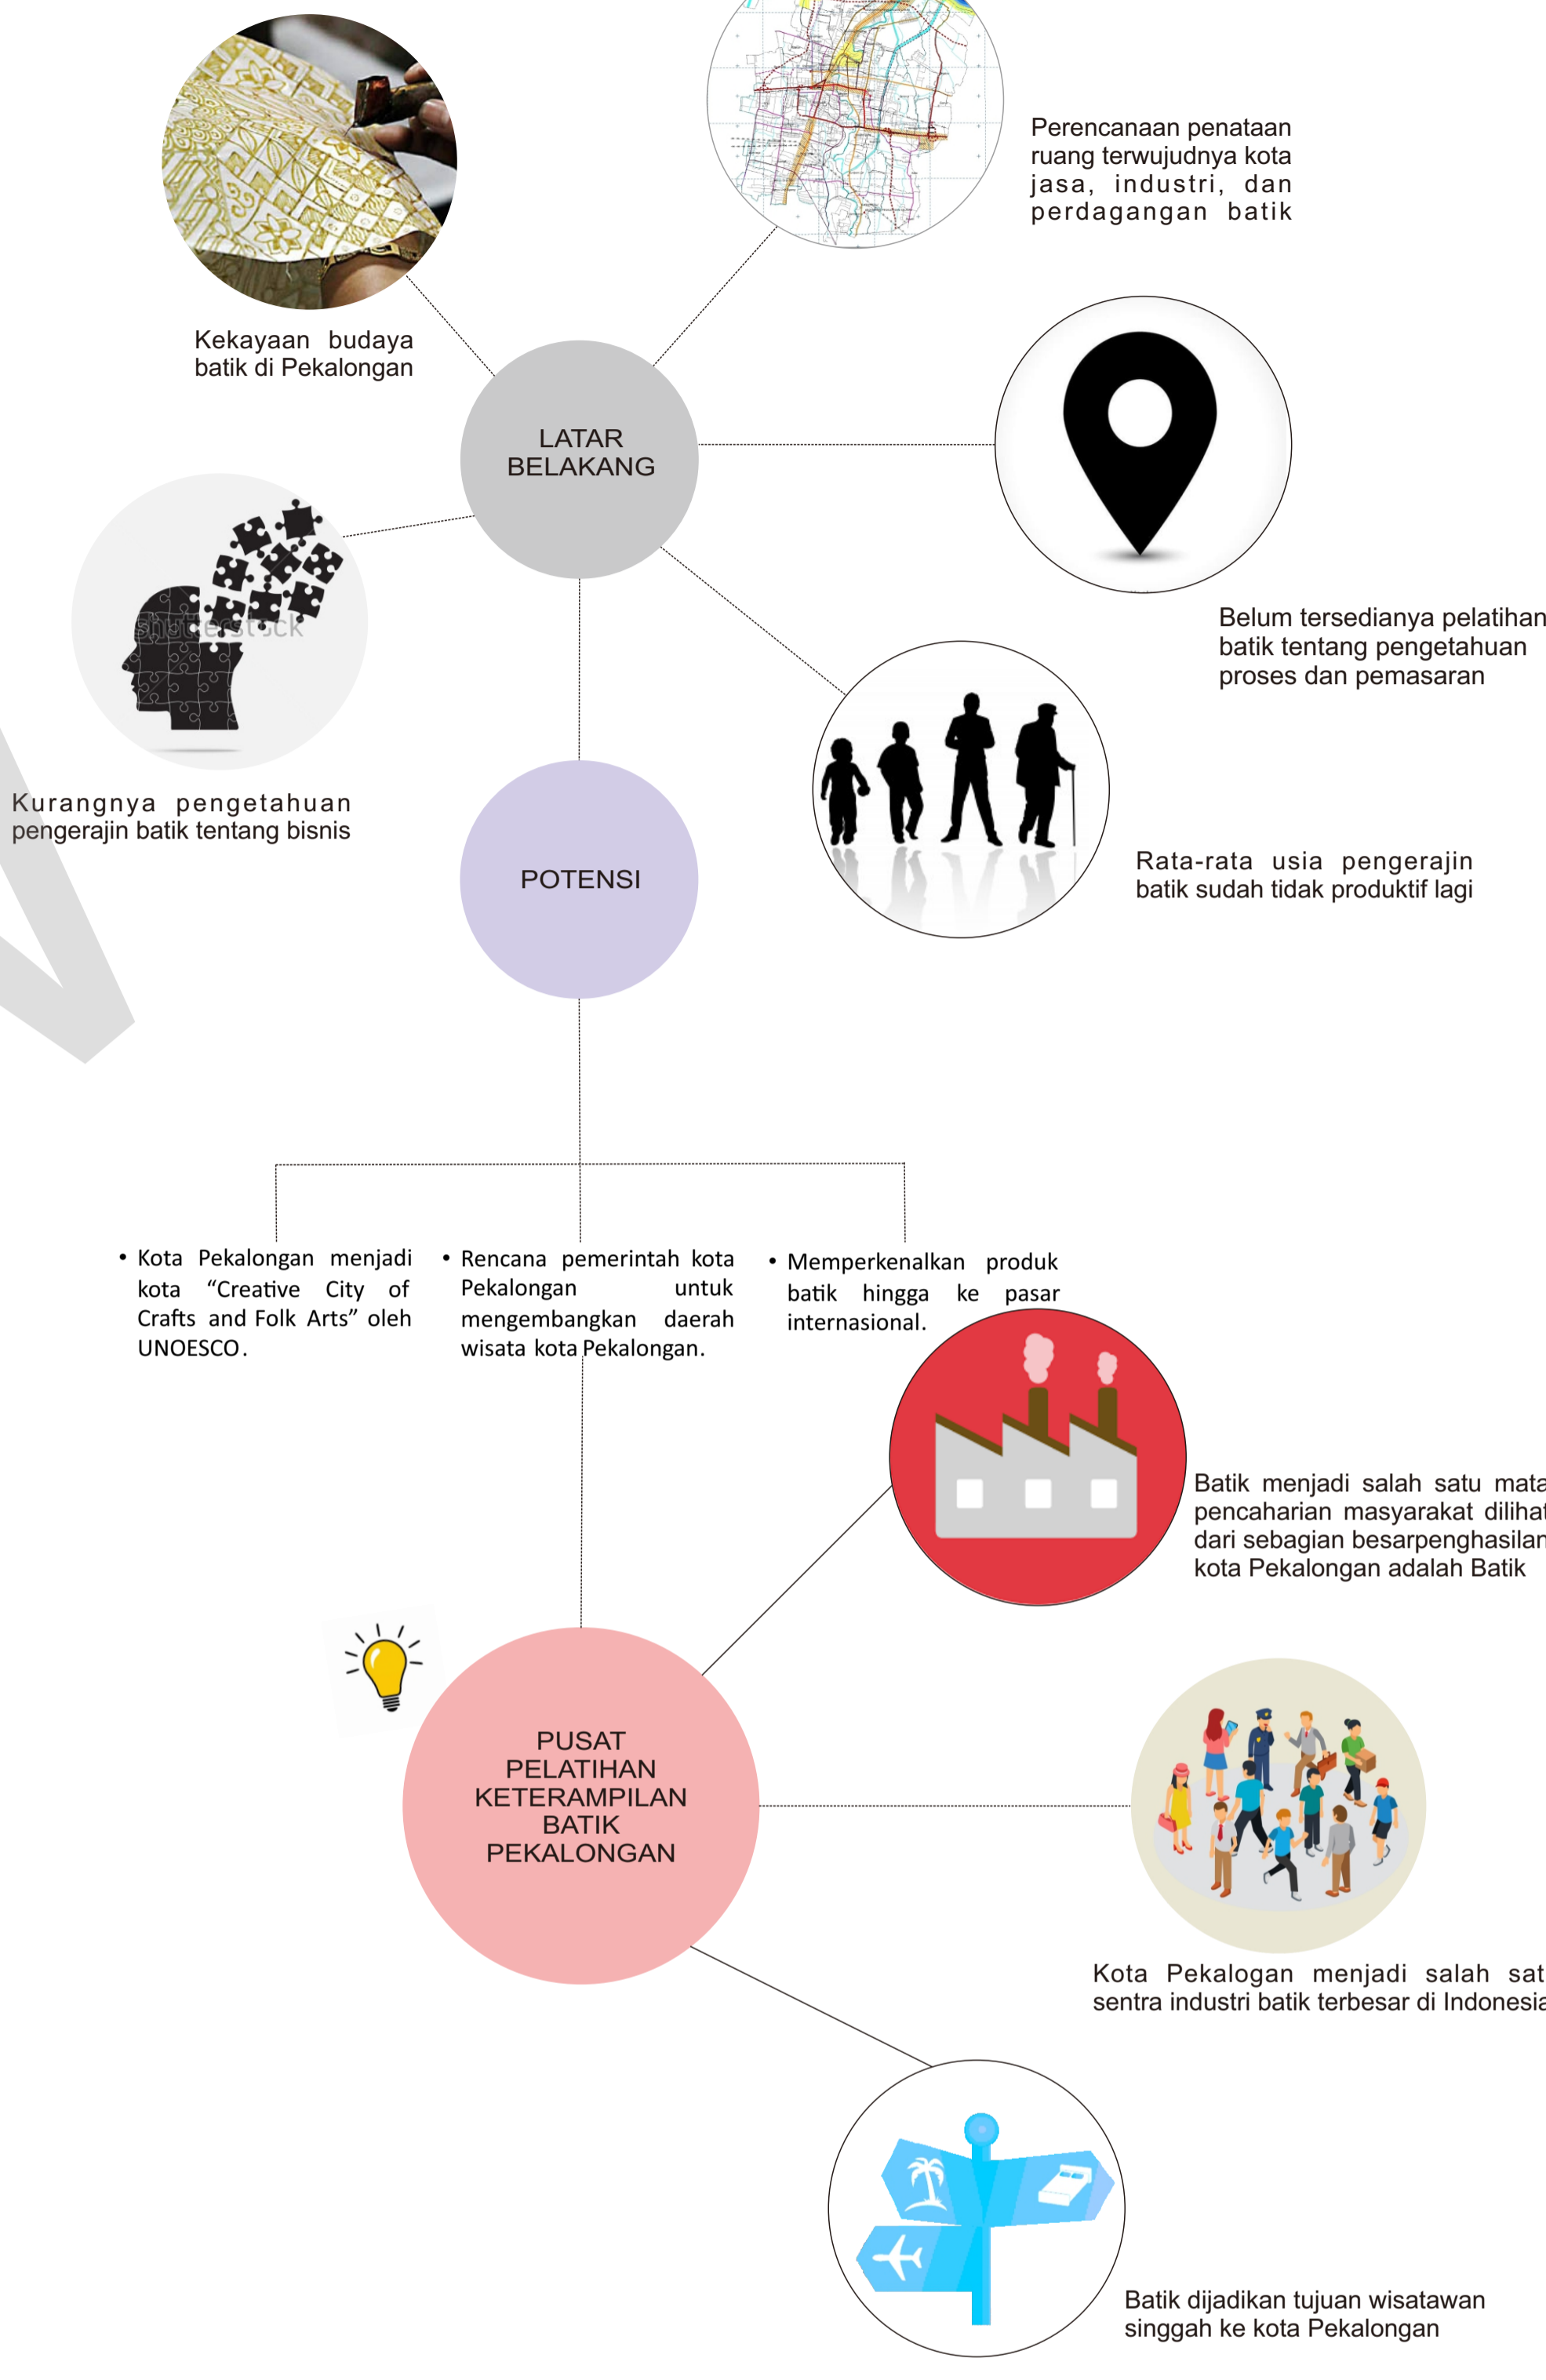 Perencanaan penataan
ruang terwujudnya kota
jasa, industri, dan
perdagangan batik
Kekayaan budaya
batik di Pekalongan
LATAR
BELAKANG
shutterstock
Belum tersedianya pelatihan
batik tentang pengetahuan
proses dan pemasaran
Kurangnya pengetahuan
pengerajin batik tentang bisnis
POTENSI
Rata-rata usia pengerajin
batik sudah tidak produktif lagi
• Kota Pekalongan menjadi
kota “Creative City of
Crafts and Folk Arts” oleh
UNOESCO.
• Rencana pemerintah kota
Pekalongan untuk
mengembangkan daerah
wisata kota Pekalongan.
• Memperkenalkan produk
batik hingga ke pasar
internasional.
Batik menjadi salah satu mata
pencaharian masyarakat dilihat
dari sebagian besarpenghasilan
kota Pekalongan adalah Batik
PUSAT
PELATIHAN
KETERAMPILAN
BATIK
PEKALONGAN
Kota Pekalogan menjadi salah sat
sentra industri batik terbesar di Indonesia
Batik dijadikan tujuan wisatawan
singgah ke kota Pekalongan